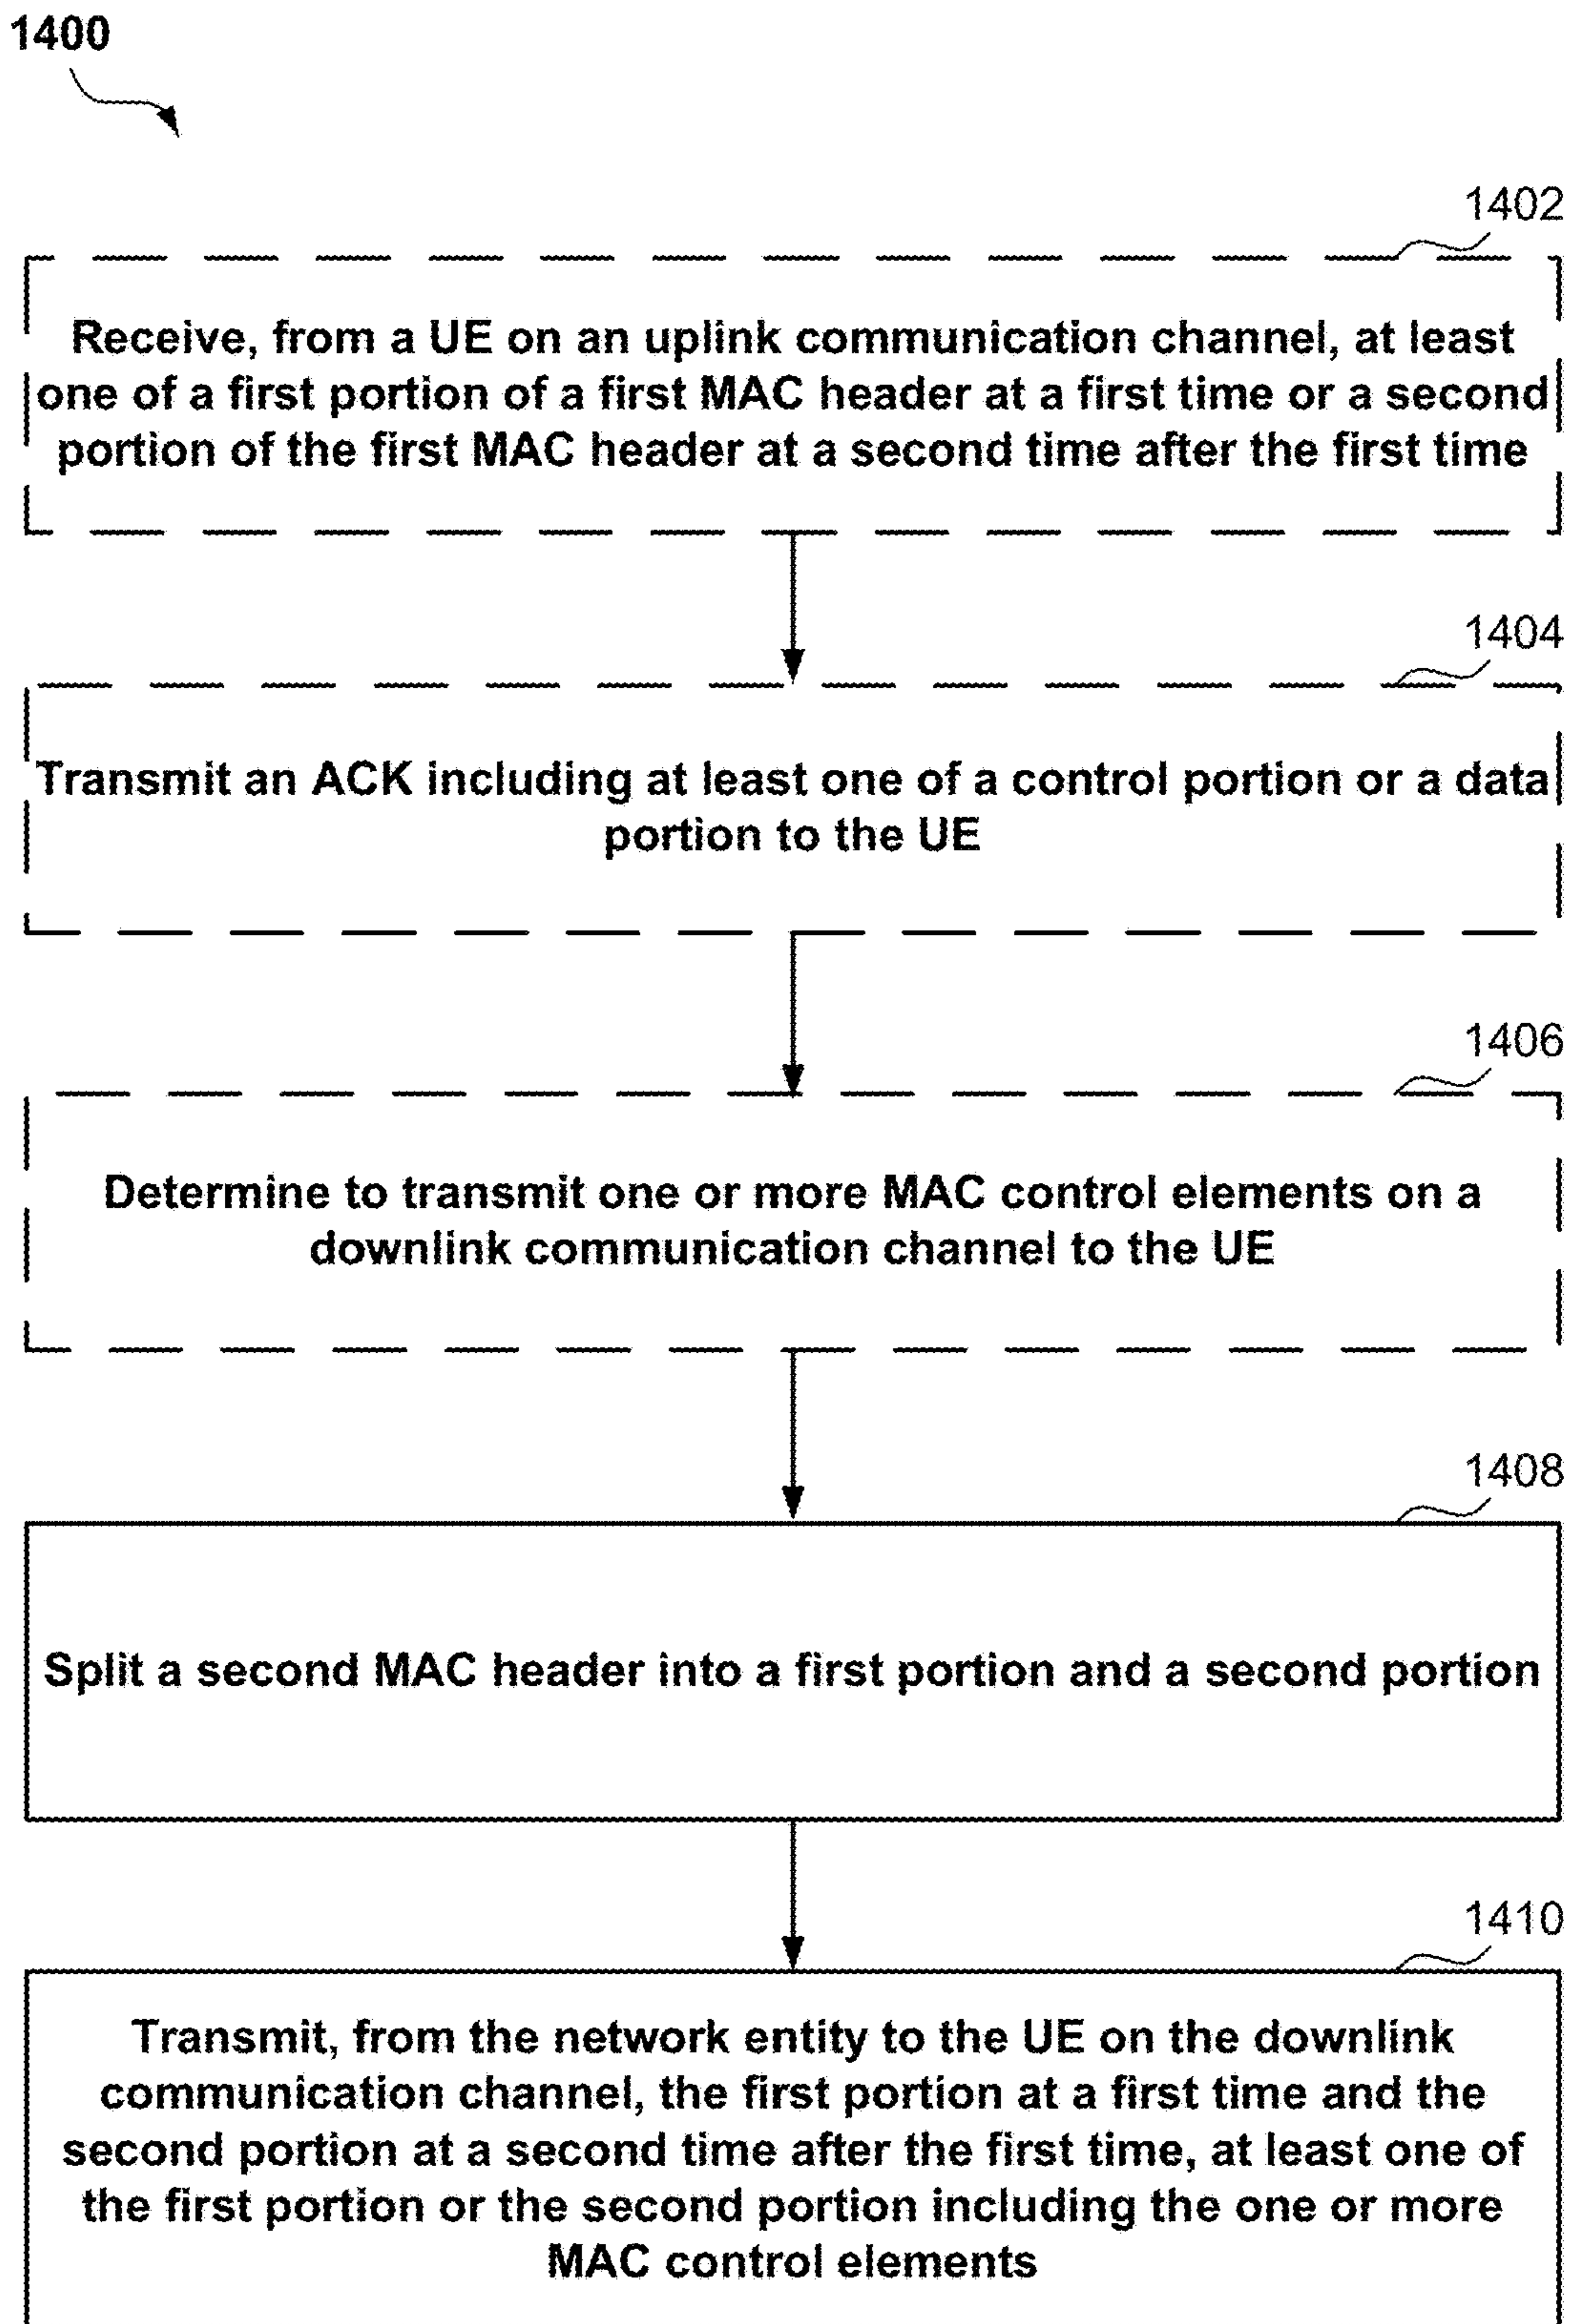 1400
1402
Receive, from a UE on an uplink communication channel, at least
one of a first portion of a first MAC header at a first time or a second
portion of the first MAC header at a second time after the first time
1404
Transmit an ACK including at least one of a control portion or a data
portion to the UE
1406
Determine to transmit one or more MAC control elements on a
downlink communication channel to the UE
1408
Split a second MAC header into a first portion and a second portion
1410
Transmit, from the network entity to the UE on the downlink
communication channel, the first portion at a first time and the
second portion at a second time after the first time, at least one of
the first portion or the second portion including the one or more
MAC control elements